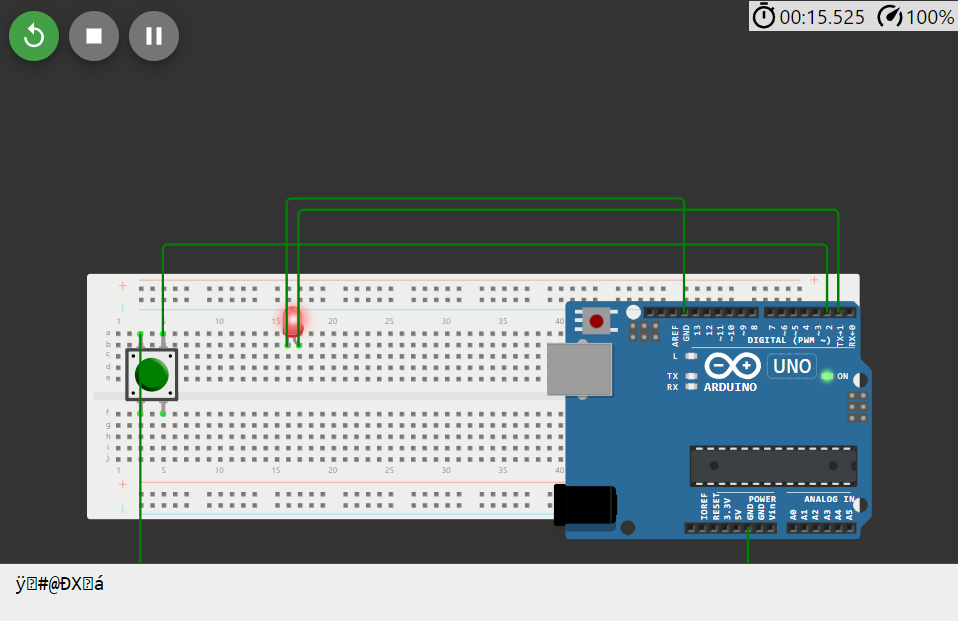 00:15.525 100%
1 5 10 15 20 25 30 35 40
a
b
c
d
e
f
g
h
i
j
1 5 10 15 20 25 30 35 40
AREF
GND
13
12
~11
~10
~9
8
7
~6
~5
4
~3
2
TX→1
RX←0
DIGITAL (PWM ~)
L
TX
RX
ARDUINO
UNO
ON
IOREF
RESET
3.3V
5V
GND
GND
Vin
POWER
ANALOG IN
A0
A1
A2
A3
A4
A5